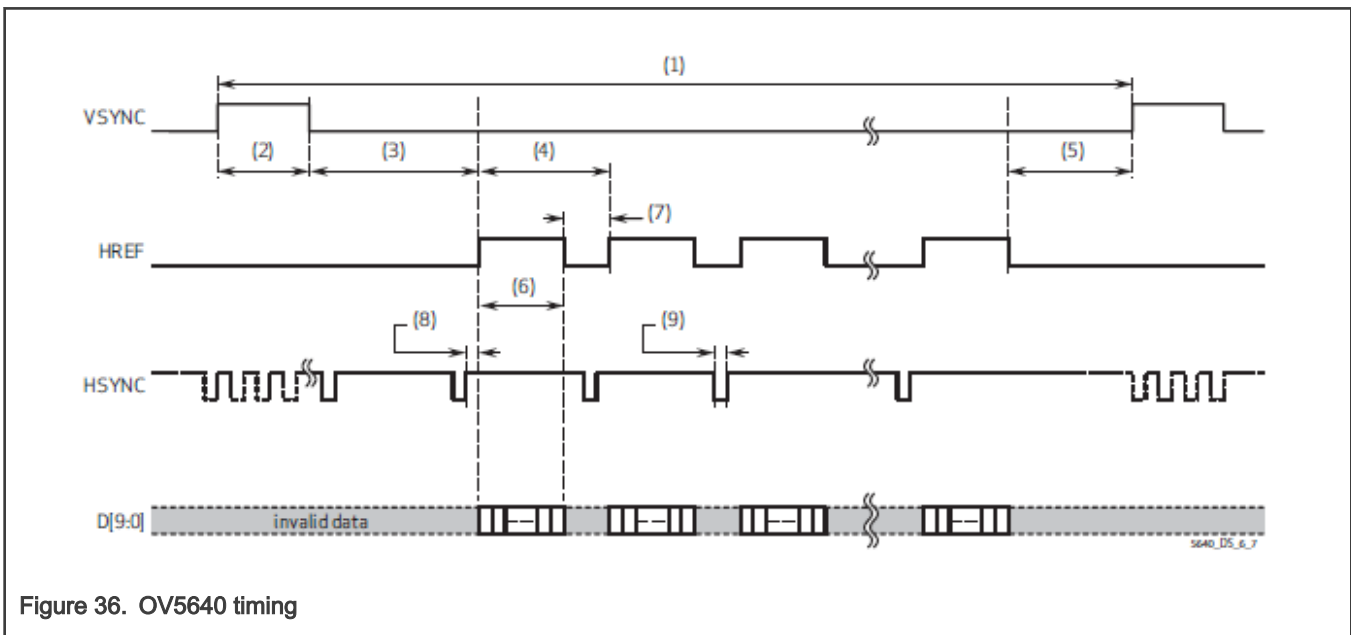 (1)
VSYNC
(2) (3) (4) (5)
(7)
HREF
(6)
(8) (9)
HSYNC
D[9:0] invalid data
5640_DS_6_7
Figure 36. OV5640 timing